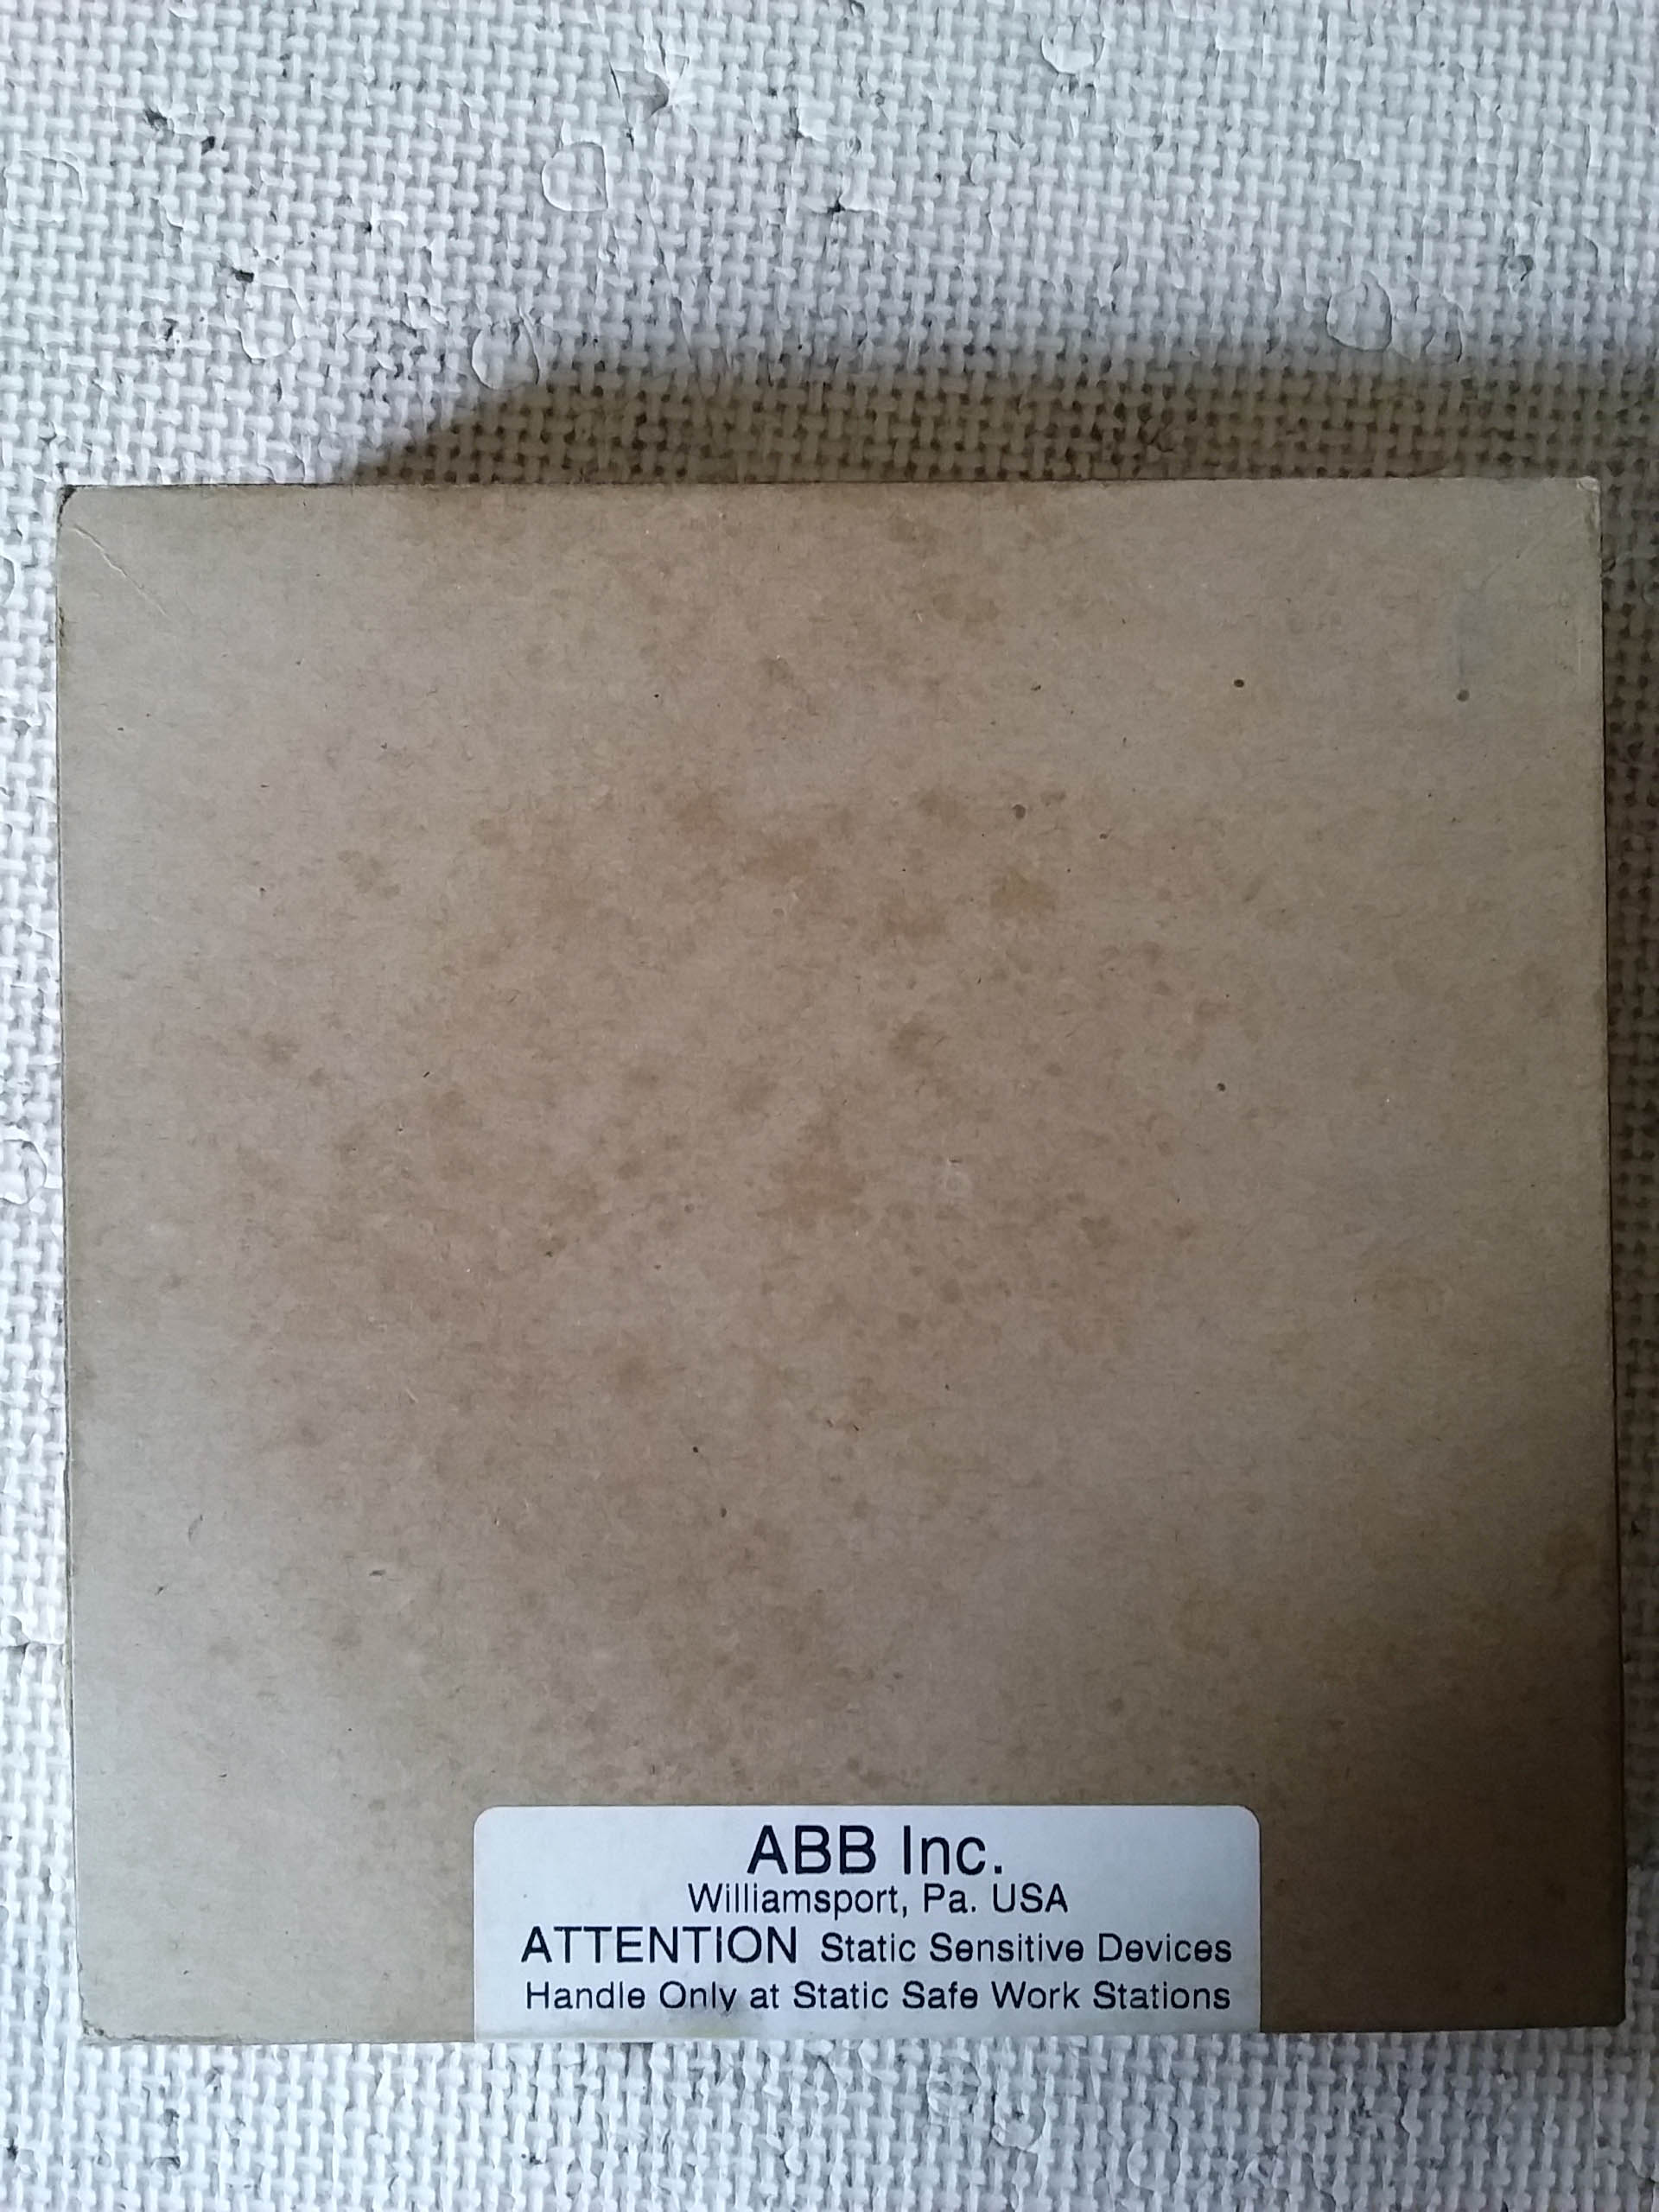 ABB Inc.
Williamsport, Pa. USA
ATTENTION Static Sensitive Devices
Handle Only at Static Safe Work Stations